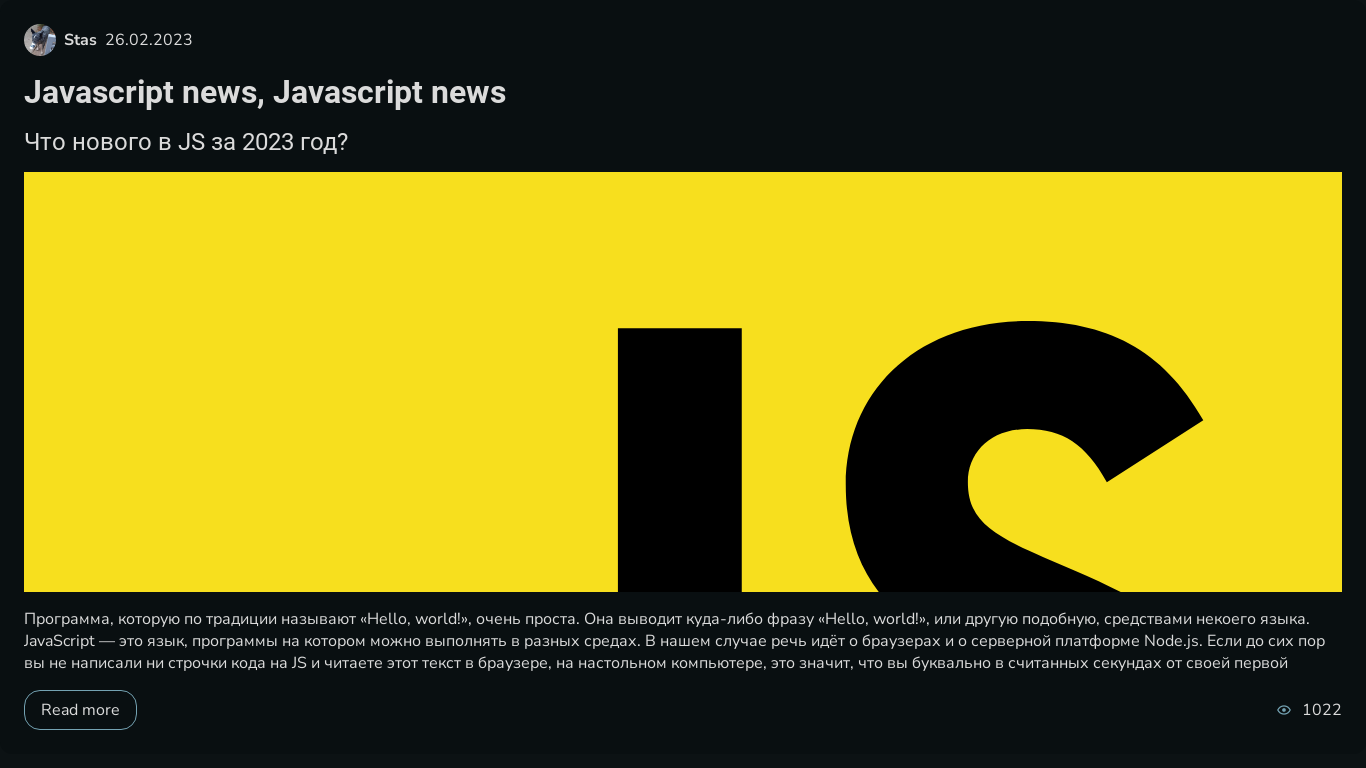 Stas 26.02.2023
Javascript news, Javascript news
Что нового в JS за 2023 год?
JS
Программа, которую по традиции называют «Hello, world!», очень проста. Она выводит куда-либо фразу «Hello, world!», или другую подобную, средствами некоего языка.
JavaScript — это язык, программы на котором можно выполнять в разных средах. В нашем случае речь идёт о браузерах и о серверной платформе Node.js. Если до сих пор
вы не написали ни строчки кода на JS и читаете этот текст в браузере, на настольном компьютере, это значит, что вы буквально в считанных секундах от своей первой
Read more 1022